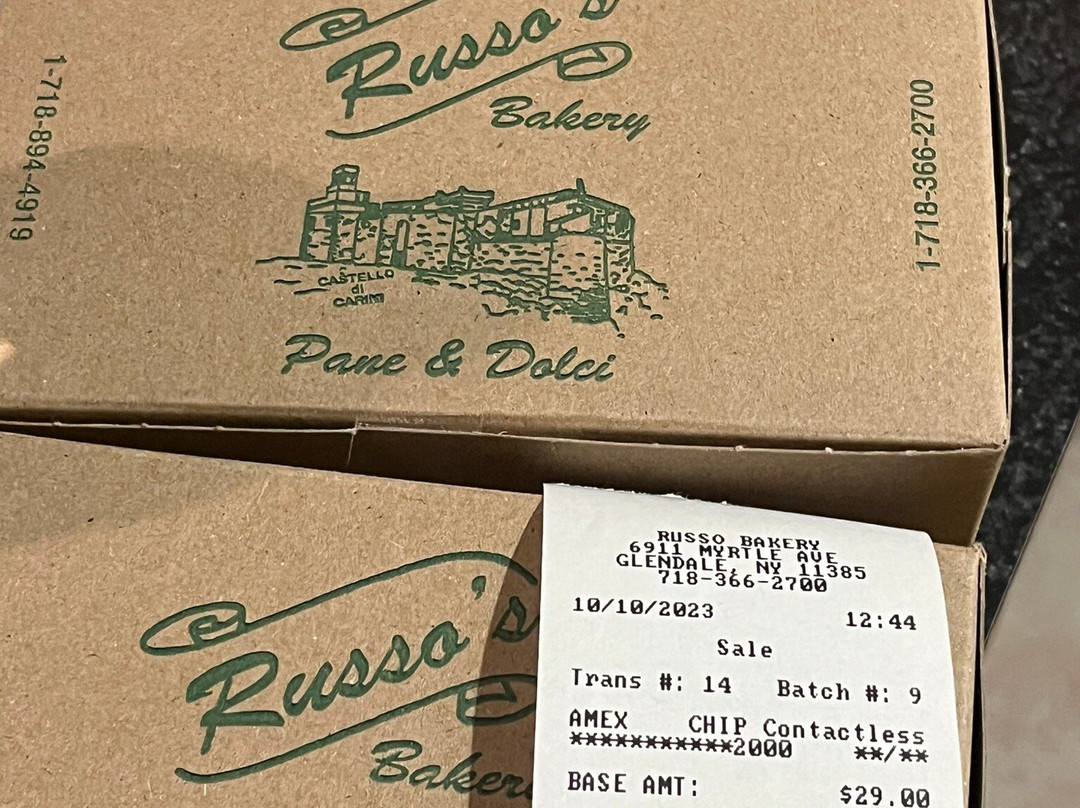 Russo's
Bakery
1-718-894-4919
1-718-366-2700
CASTELLO
di
CARINI
Pane & Dolci
Russo's
Baker
RUSSO BAKERY
6911 MYRTLE AVE
GLENDALE, NY 11385
718-366-2700
10/10/2023 12:44
Sale
Trans #: 14 Batch #: 9
AMEX CHIP Contactless
***********2000 **/**
BASE AMT: $29.00